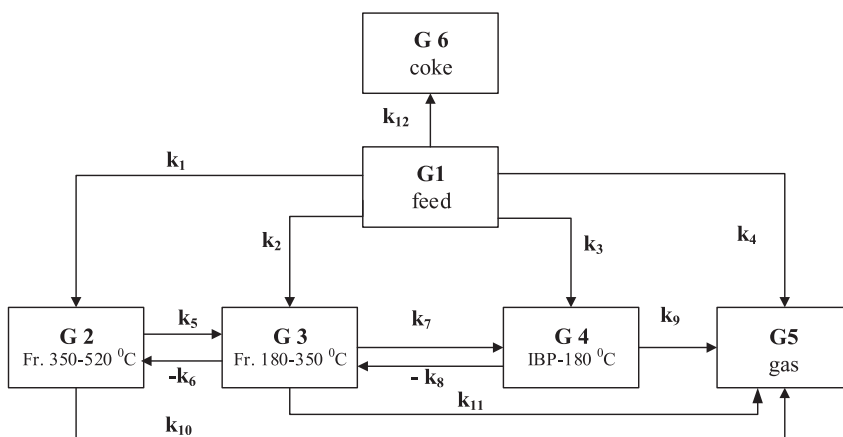 G 6
coke
k₁₂
k₁
G1
feed
k₂
k₃
k₄
G 2
Fr. 350-520 ⁰C
k₅
-k₆
G 3
Fr. 180-350 ⁰C
k₇
- k₈
G 4
IBP-180 ⁰C
k₉
G5
gas
k₁₁
k₁₀